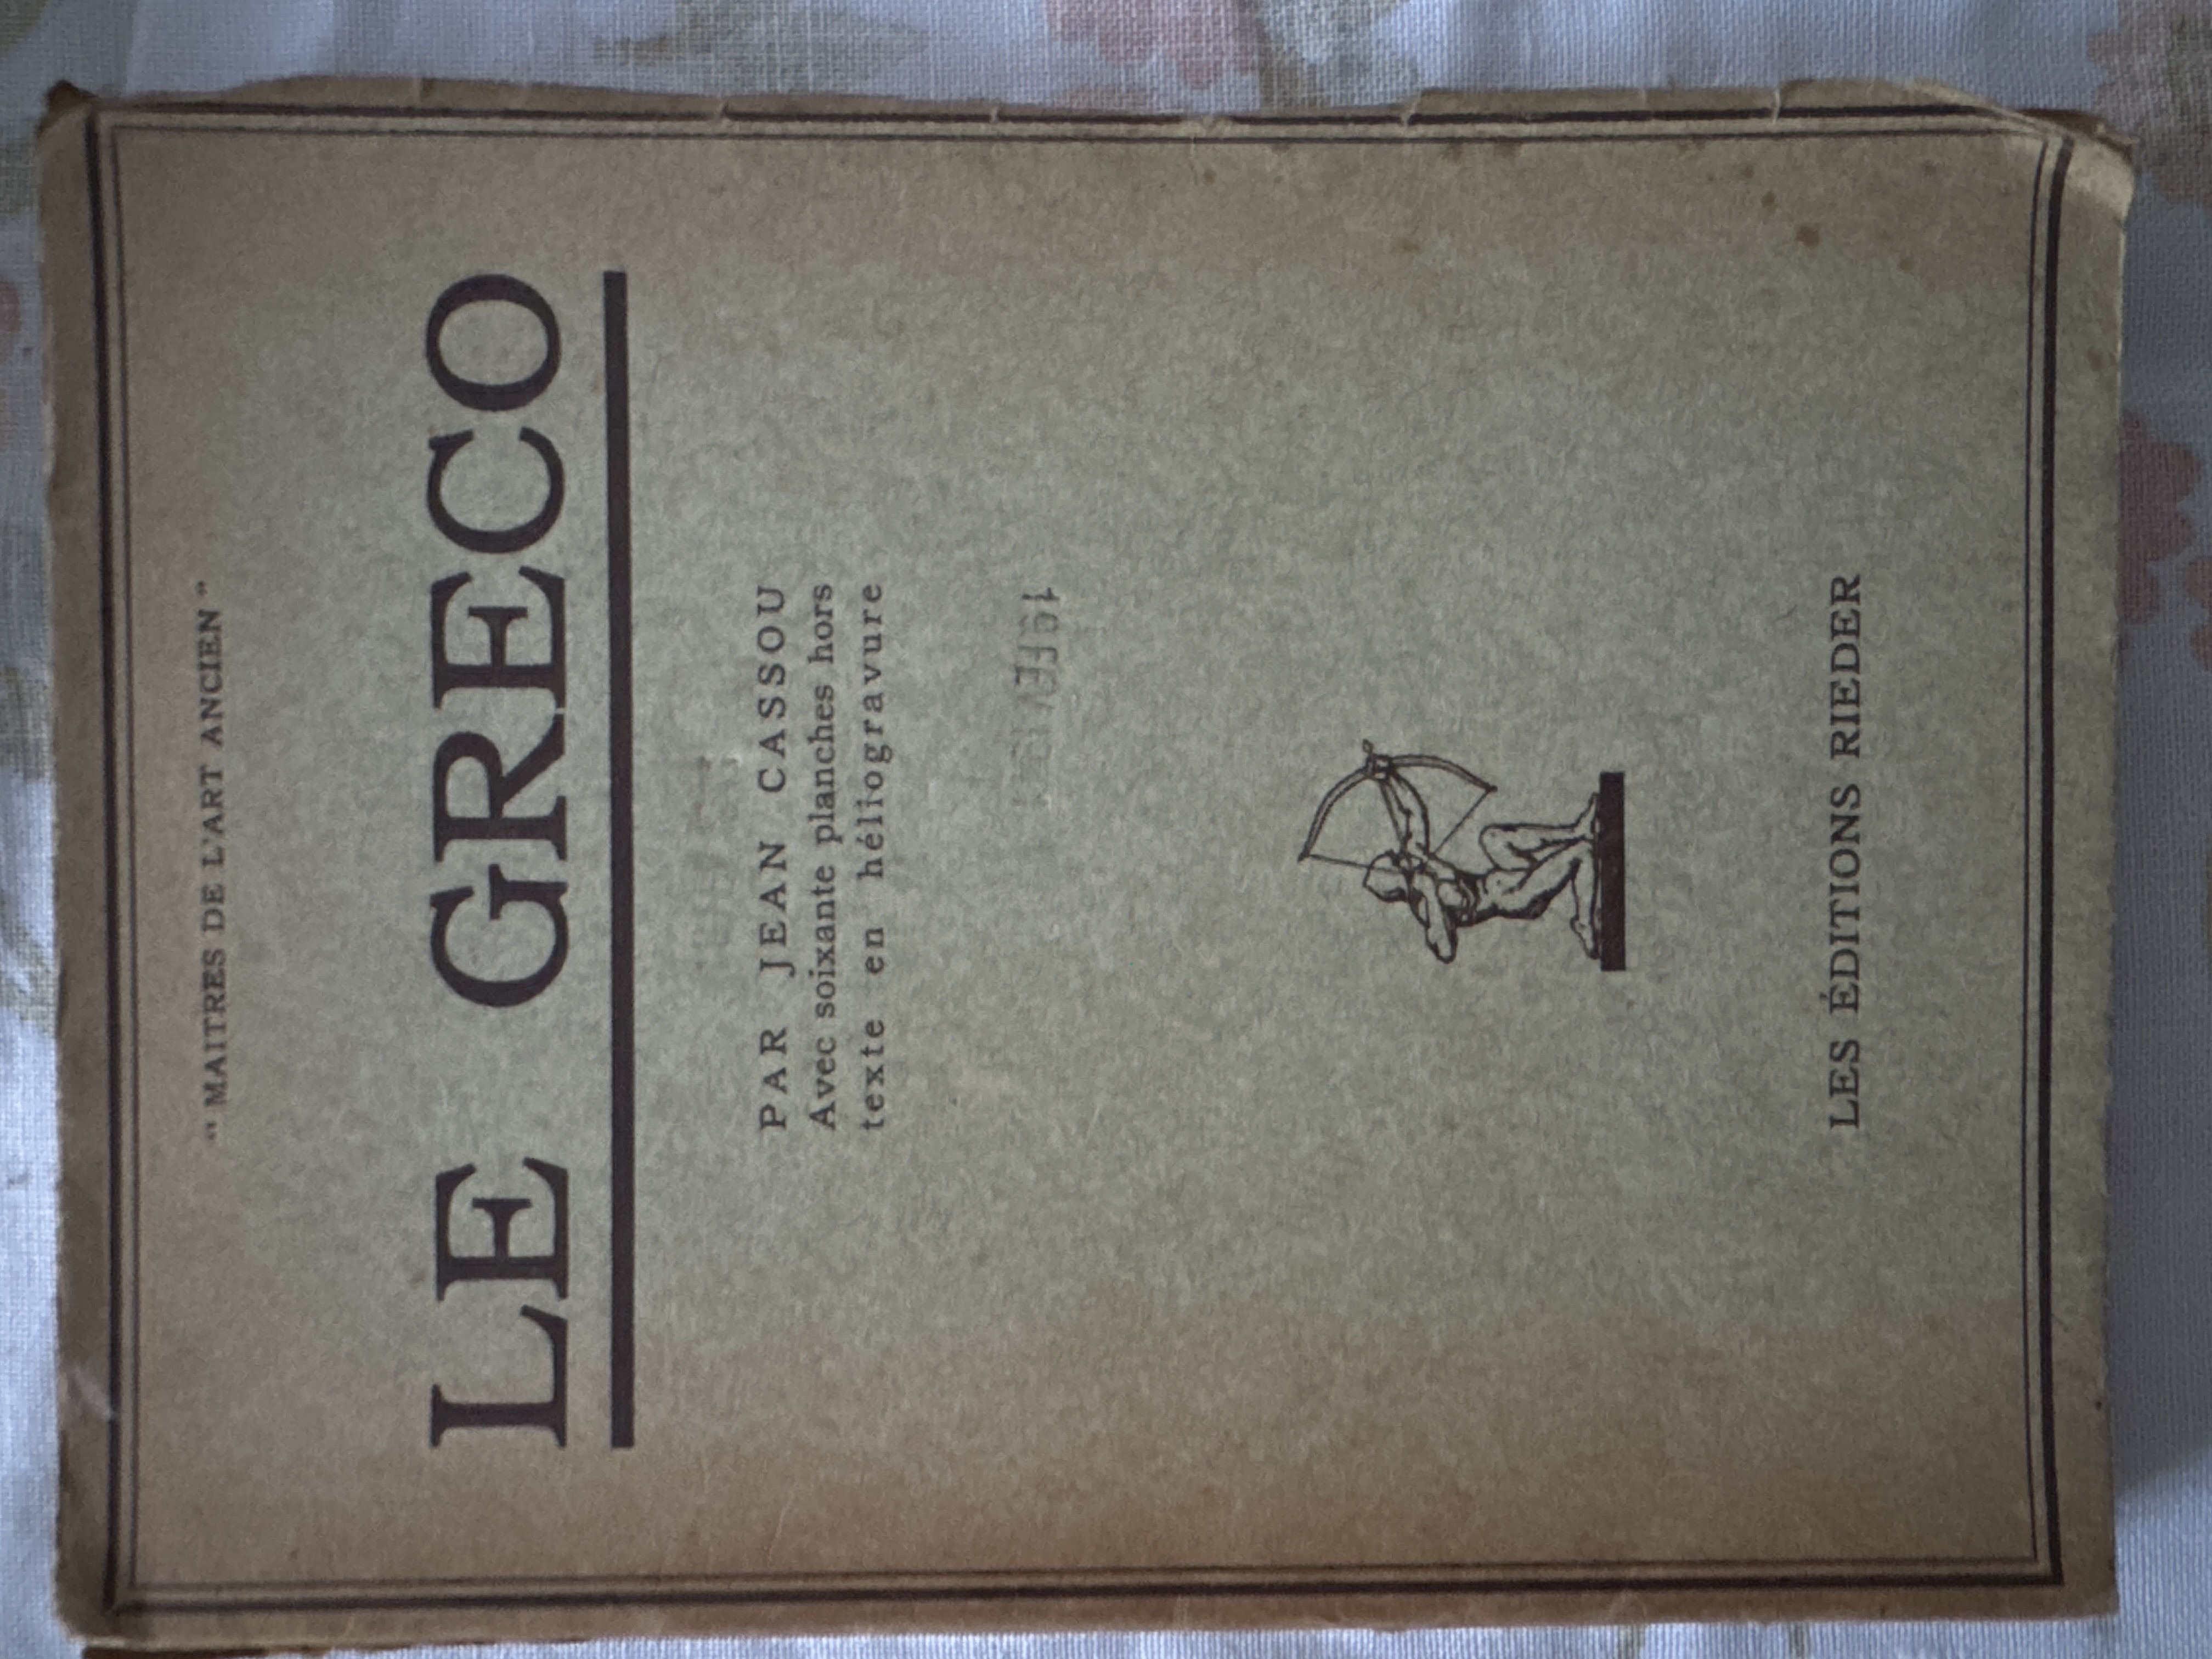 “ MAITRES DE L'ART ANCIEN ”
LE GRECO
PAR JEAN CASSOU
Avec soixante planches hors
texte en héliogravure
LES ÉDITIONS RIEDER